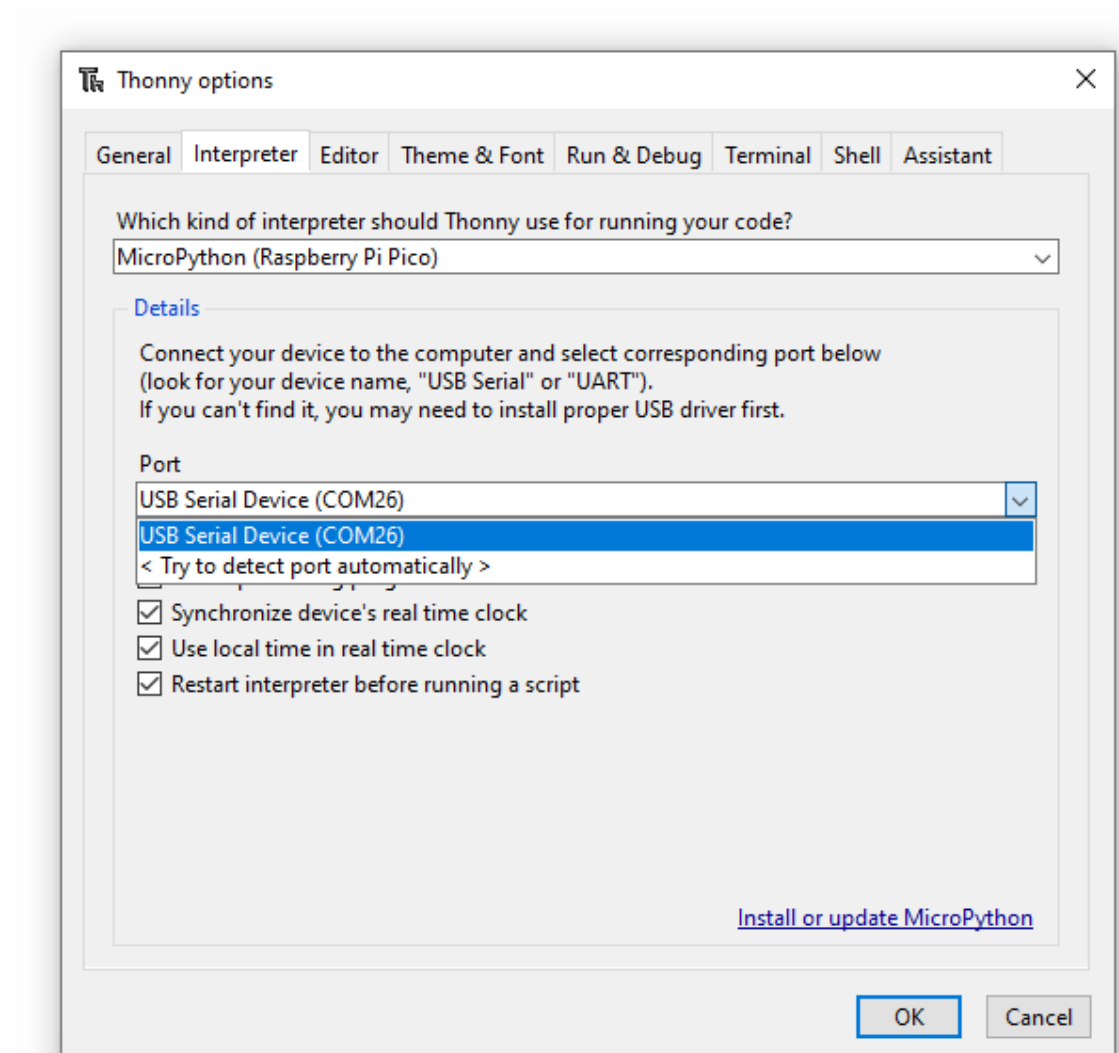 Thonny options
General Interpreter Editor Theme & Font Run & Debug Terminal Shell Assistant
Which kind of interpreter should Thonny use for running your code?
MicroPython (Raspberry Pi Pico)
Details
Connect your device to the computer and select corresponding port below
(look for your device name, "USB Serial" or "UART").
If you can't find it, you may need to install proper USB driver first.
Port
USB Serial Device (COM26)
USB Serial Device (COM26)
< Try to detect port automatically >
Synchronize device's real time clock
Use local time in real time clock
Restart interpreter before running a script
Install or update MicroPython
OK Cancel